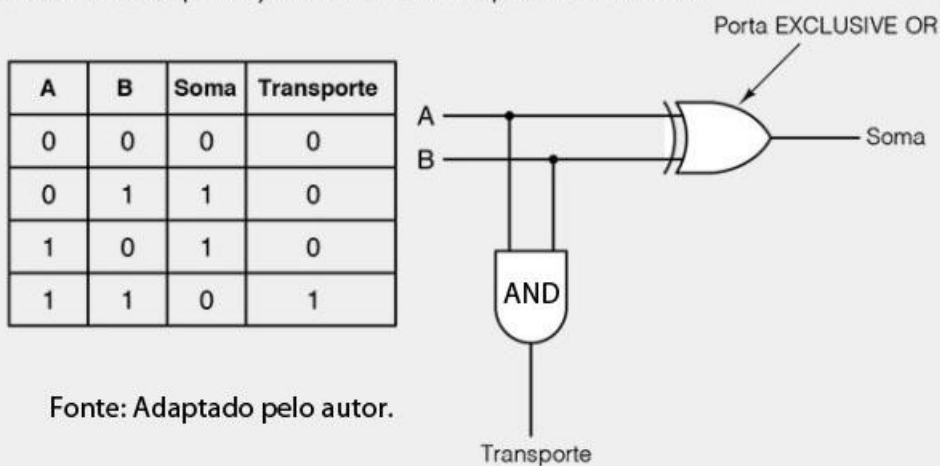 Porta EXCLUSIVE OR
A B Soma Transporte
0 0 0 0
0 1 1 0
1 0 1 0
1 1 0 1
A
B
Soma
AND
Fonte: Adaptado pelo autor.
Transporte